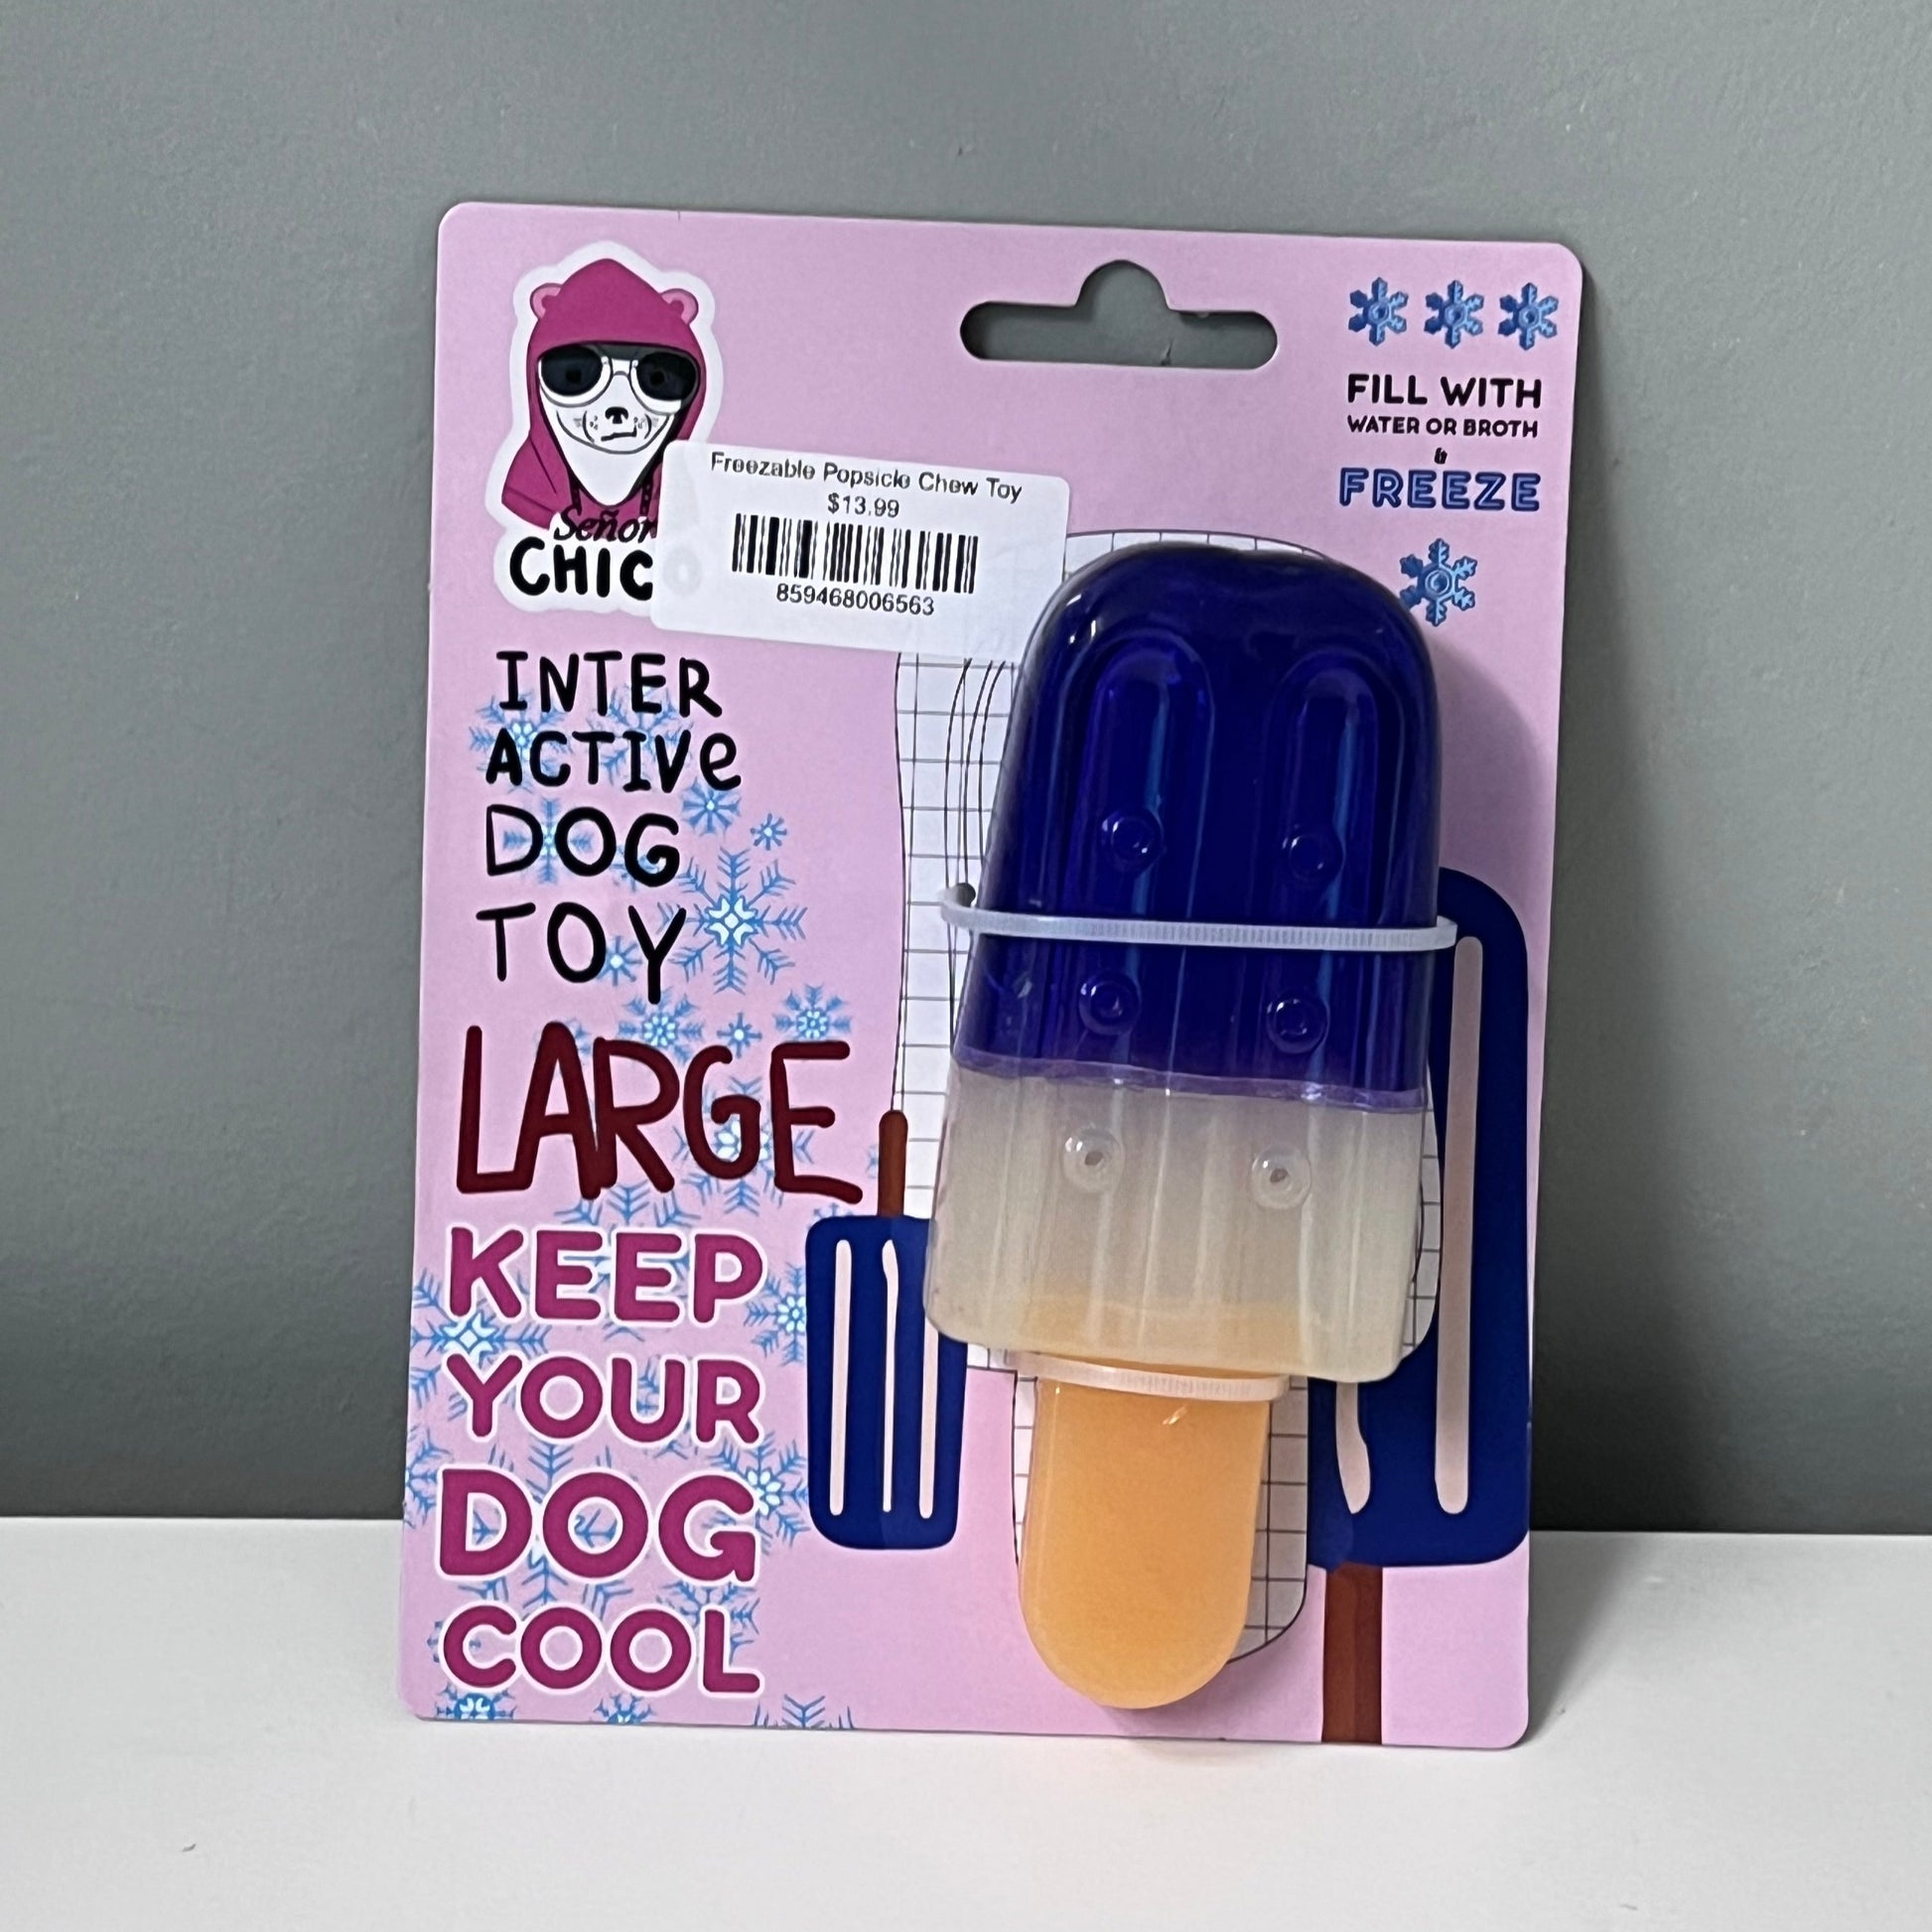 Señor
CHIC
Freezable Popsicle Chew Toy
$13.99
859468006563
FILL WITH
WATER OR BROTH
&
FREEZE
INTER
ACTIVe
DOG
TOY
LARGE
KEEP
YOUR
DOG
COOL